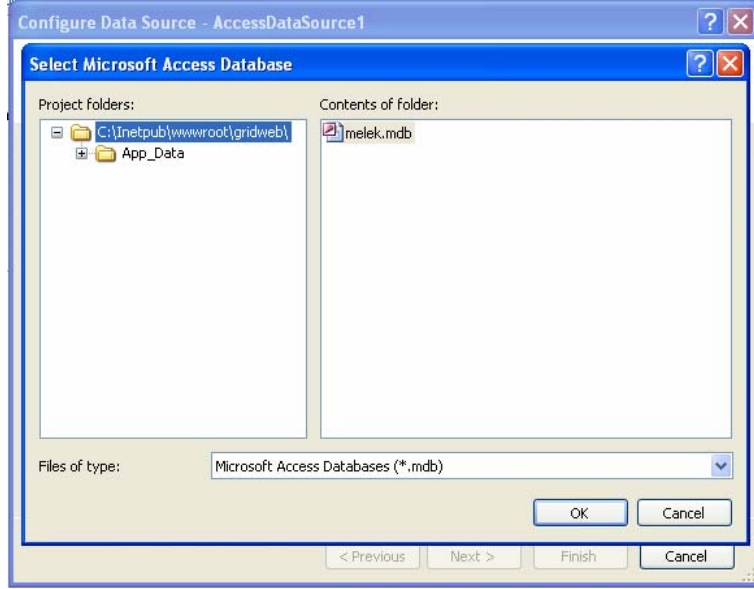 Configure Data Source - AccessDataSource1
Select Microsoft Access Database
Project folders:
Contents of folder:
C:\Inetpub\wwwroot\gridweb\
melek.mdb
App_Data
Files of type:
Microsoft Access Databases (*.mdb)
OK
Cancel
< Previous
Next >
Finish
Cancel